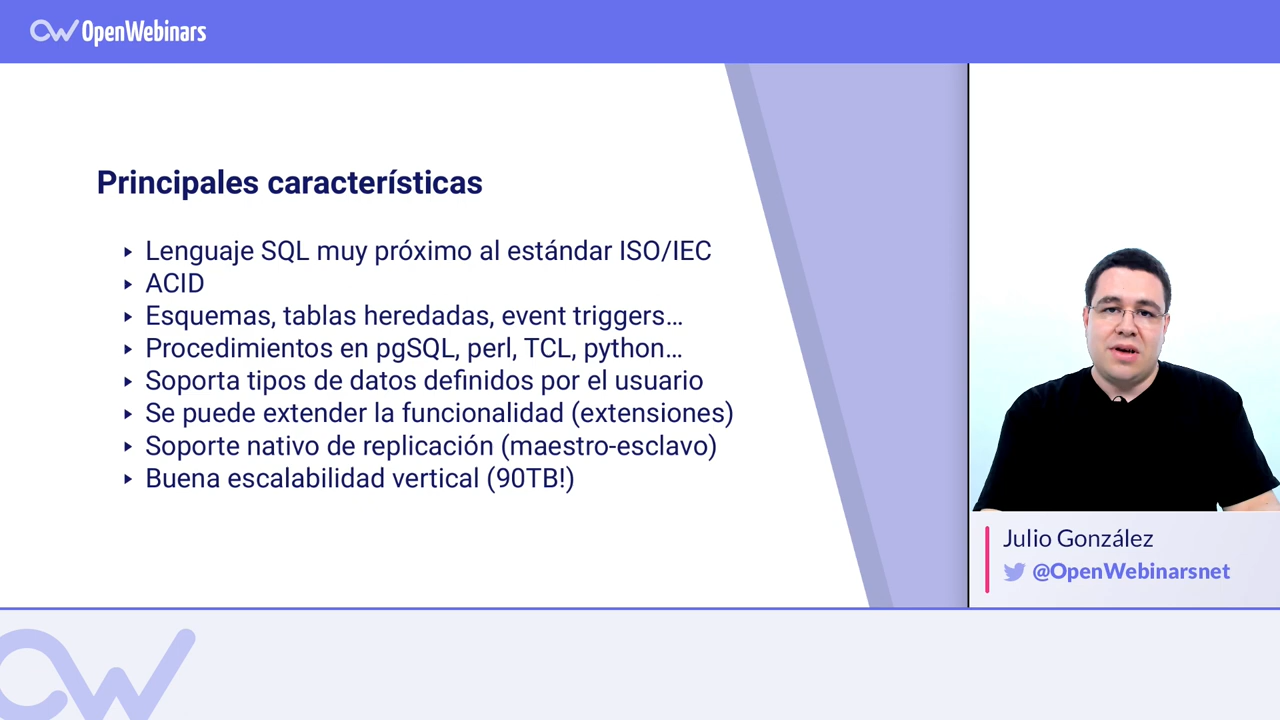 OpenWebinars
Principales características
Lenguaje SQL muy próximo al estándar ISO/IEC
ACID
Esquemas, tablas heredadas, event triggers...
Procedimientos en pgSQL, perl, TCL, python...
Soporta tipos de datos definidos por el usuario
Se puede extender la funcionalidad (extensiones)
Soporte nativo de replicación (maestro-esclavo)
Buena escalabilidad vertical (90TB!)
Julio González
@OpenWebinarsnet